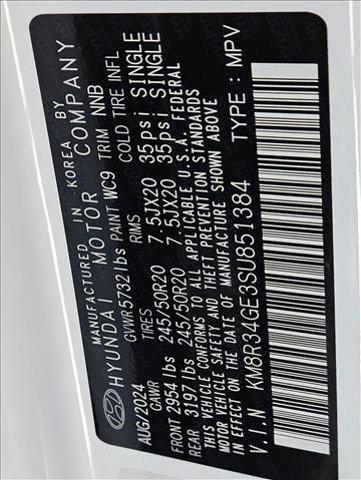 MANUFACTURED IN KOREA BY
HYUNDAI MOTOR COMPANY
GVWR 5732 lbs PAINT WC9 TRIM NNB
AUG/2024 GAWR TIRES RIMS COLD TIRE INFL
FRONT 2954 lbs 245/50R20 7.5JX20 35psi SINGLE
REAR 3197 lbs 245/50R20 7.5JX20 35psi SINGLE
THIS VEHICLE CONFORMS TO ALL APPLICABLE U.S.A. FEDERAL
MOTOR VEHICLE SAFETY AND THEFT PREVENTION STANDARDS
IN EFFECT ON THE DATE OF MANUFACTURE SHOWN ABOVE.
V.I.N KM8R34GE3SU851384 TYPE : MPV